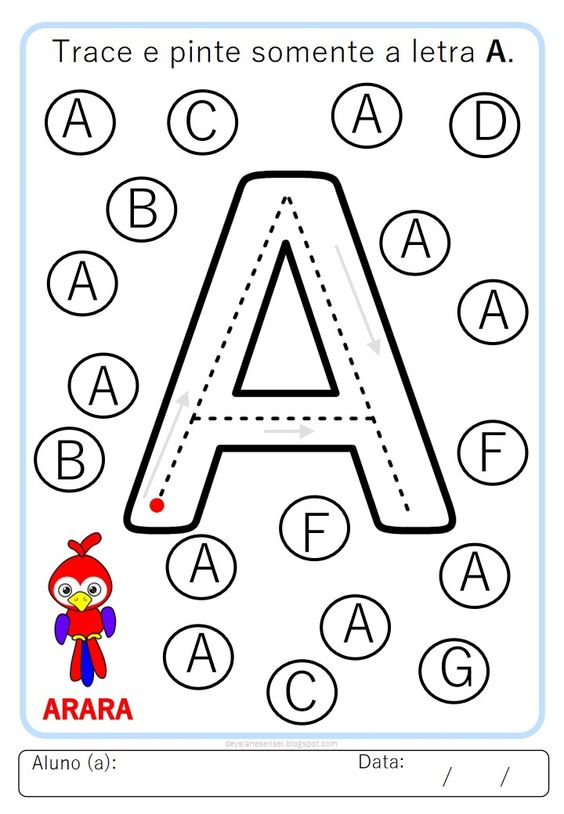 Trace e pinte somente a letra A.
A C A D
B A
A A
A
B F
A
F
A A
A A
C G
ARARA
deysianesensei.blogspot.com
Aluno (a): Data: / /